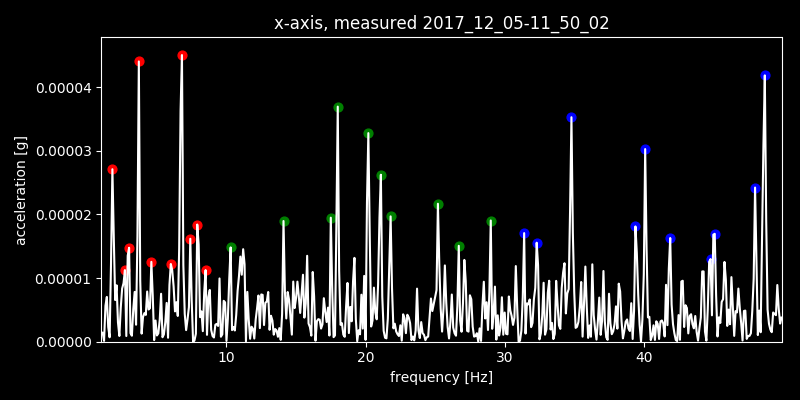 x-axis, measured 2017_12_05-11_50_02
acceleration [g]
0.00004
0.00003
0.00002
0.00001
0.00000
10 20 30 40
frequency [Hz]